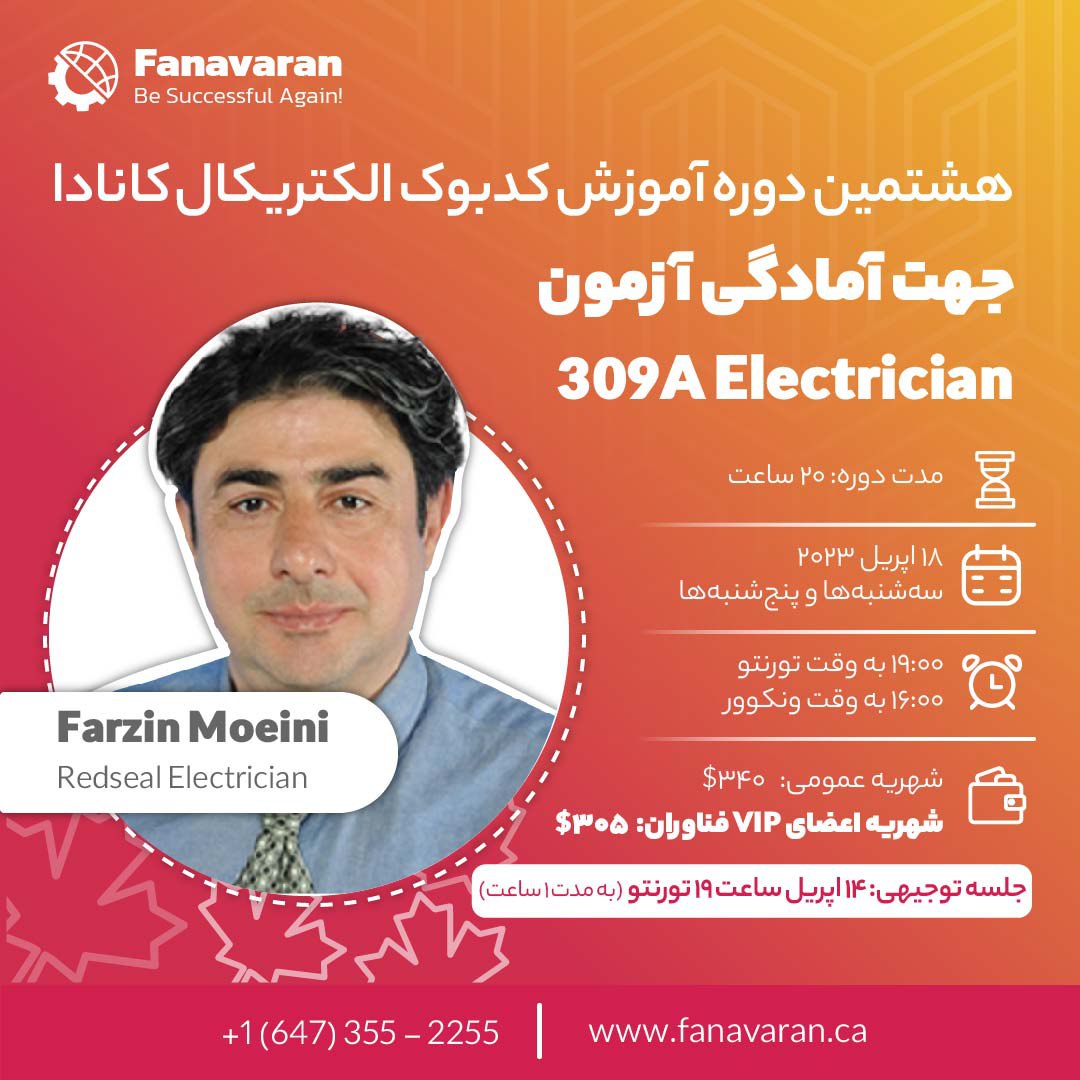 Fanavaran
Be Successful Again!
هشتمین دوره آموزش کدبوک الکتریکال کانادا
جهت آمادگی آزمون
309A Electrician
مدت دوره: ۲۰ ساعت
۱۸ اپریل ۲۰۲۳
سه‌شنبه‌ها و پنج‌شنبه‌ها
۱۹:۰۰ به وقت تورنتو
۱۶:۰۰ به وقت ونکوور
شهریه عمومی: ۳۴۰$
شهریه اعضای VIP فناوران: ۳۰۵$
جلسه توجیهی: ۱۴ اپریل ساعت ۱۹ تورنتو (به مدت ۱ ساعت)
Farzin Moeini
Redseal Electrician
+1 (647) 355 – 2255
www.fanavaran.ca